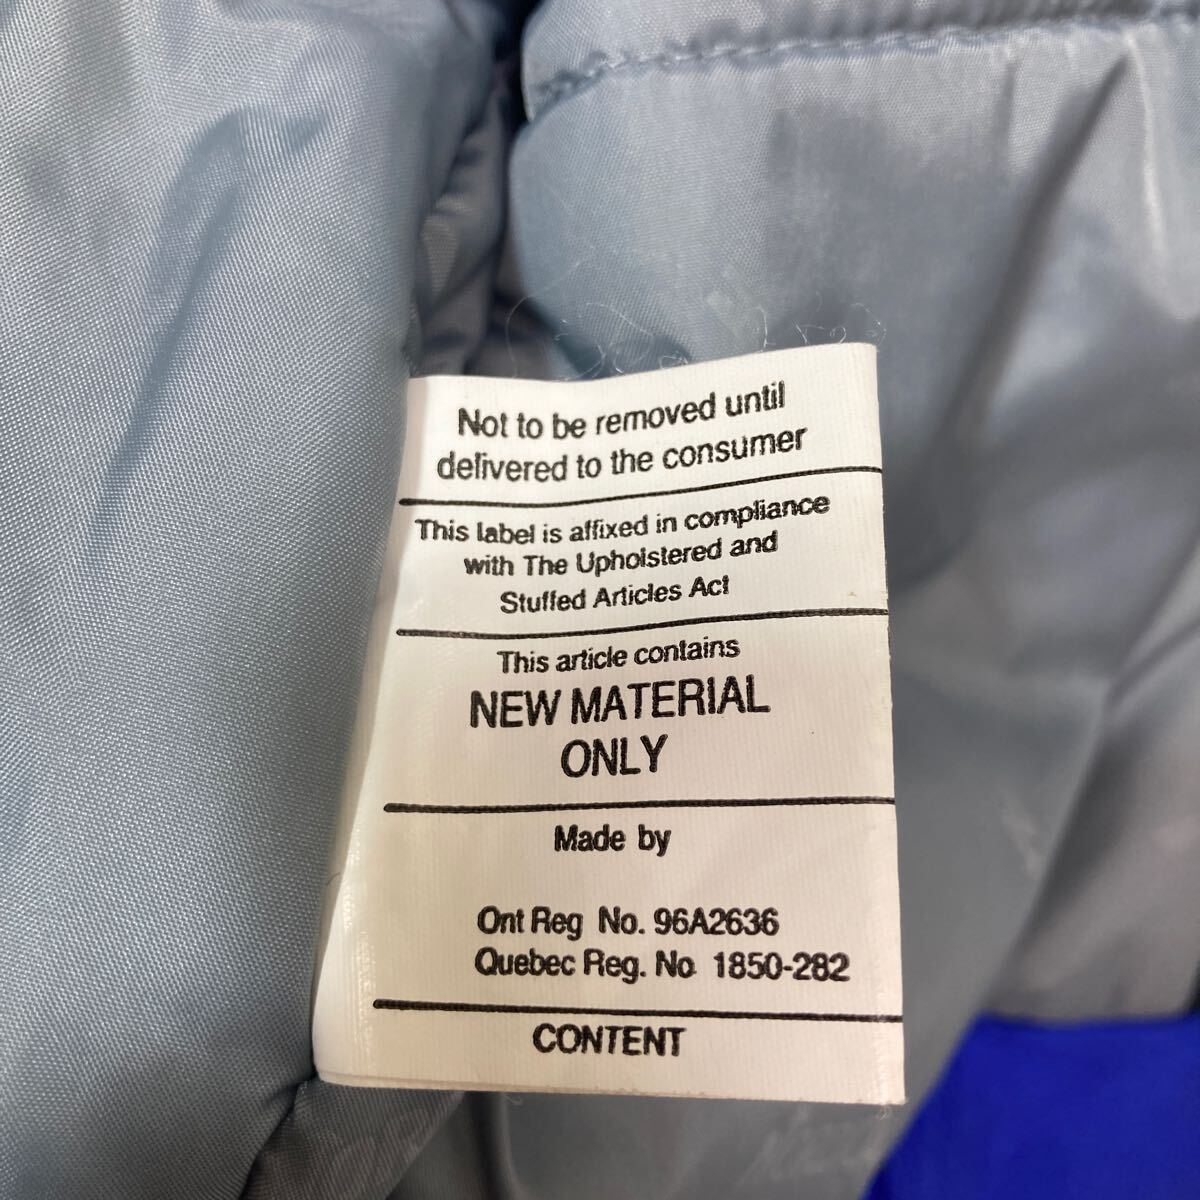 Not to be removed until
delivered to the consumer
This label is affixed in compliance
with The Upholstered and
Stuffed Articles Act
This article contains
NEW MATERIAL
ONLY
Made by
Ont Reg No. 96A2636
Quebec Reg. No 1850-282
CONTENT